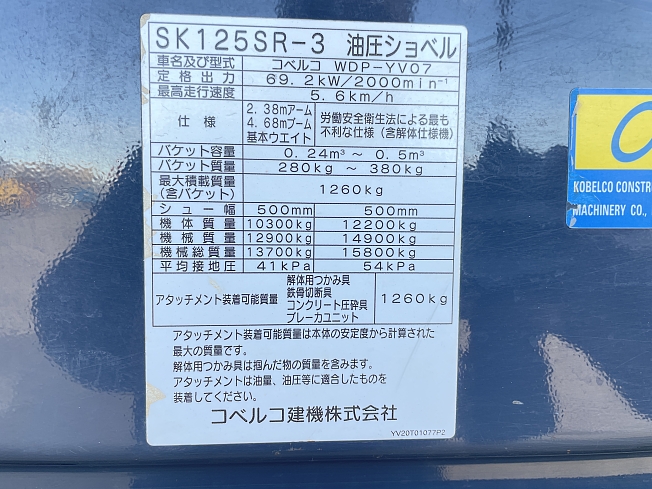 SK125SR-3 油圧ショベル
車名及び型式 コベルコ WDP-YV07
定格出力 69.2kW/2000min⁻¹
最高走行速度 5.6km/h
仕様 2.38mアーム 4.68mブーム 基本ウエイト 労働安全衛生法による最も不利な仕様(含解体仕様機)
バケット容量 0.24m³ ~ 0.5m³
バケット質量 280kg ~ 380kg
最大積載質量(含バケット) 1260kg
シュー幅 500mm 500mm
機体質量 10300kg 12200kg
機械質量 12900kg 14900kg
機械総質量 13700kg 15800kg
平均接地圧 41kPa 54kPa
アタッチメント装着可能質量 解体用つかみ具 鉄骨切断具 コンクリート圧砕具 ブレーカユニット 1260kg
アタッチメント装着可能質量は本体の安定度から計算された
最大の質量です。
解体用つかみ具は掴んだ物の質量を含みます。
アタッチメントは油量、油圧等に適合したものを
装着してください。
コベルコ建機株式会社
YV20T01077P2
KOBELCO CONSTR
MACHINERY CO.,